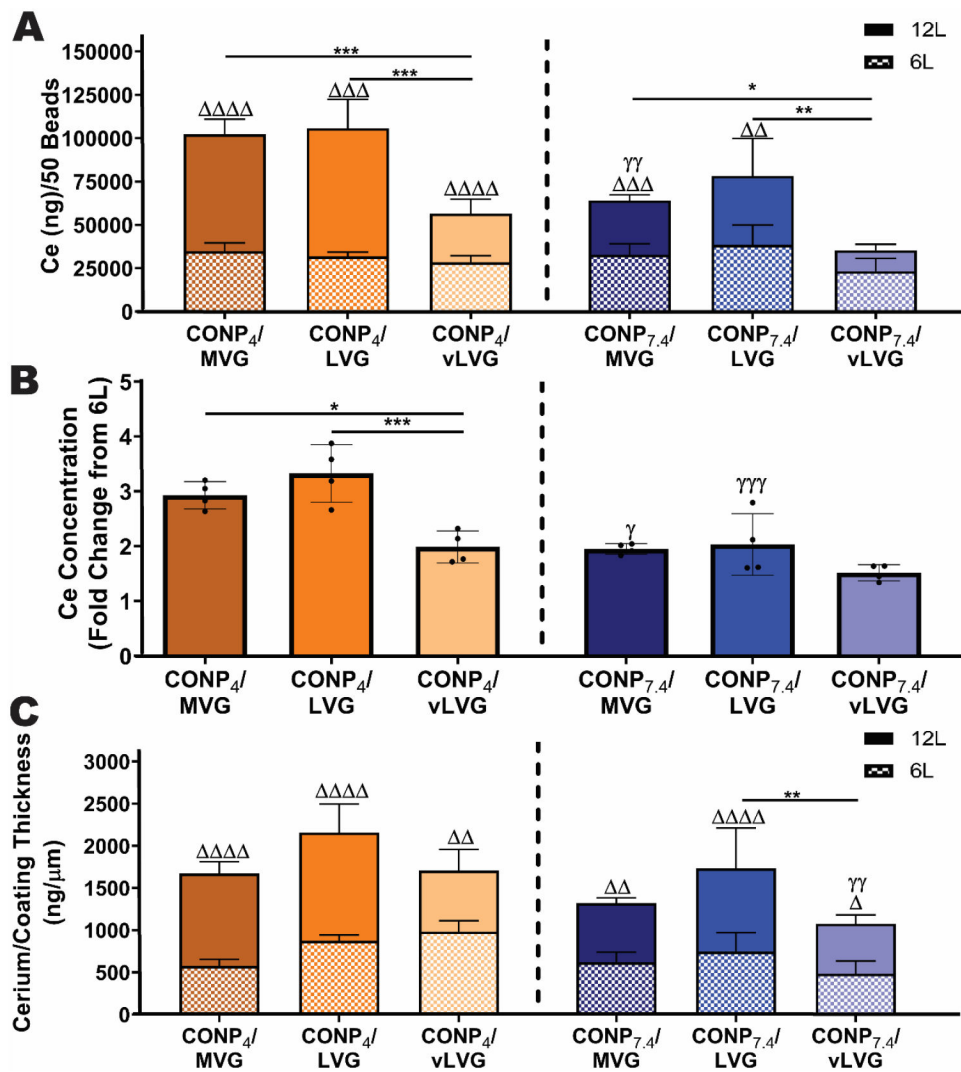 A
12L
6L
Ce (ng)/50 Beads
150000
125000
100000
75000
50000
25000
0
***
***
ΔΔΔΔ
ΔΔΔ
ΔΔΔΔ
*
**
γγ
ΔΔΔ
ΔΔ
CONP4/ CONP4/ CONP4/ CONP7.4/ CONP7.4/ CONP7.4/
MVG LVG vLVG MVG LVG vLVG
B
Ce Concentration
(Fold Change from 6L)
5
4
3
2
1
0
*
***
γ
γγγ
CONP4/ CONP4/ CONP4/ CONP7.4/ CONP7.4/ CONP7.4/
MVG LVG vLVG MVG LVG vLVG
C
12L
6L
Cerium/Coating Thickness
(ng/μm)
3000
2500
2000
1500
1000
500
0
ΔΔΔΔ
ΔΔΔΔ
ΔΔ
**
ΔΔ
ΔΔΔΔ
γγ
Δ
CONP4/ CONP4/ CONP4/ CONP7.4/ CONP7.4/ CONP7.4/
MVG LVG vLVG MVG LVG vLVG